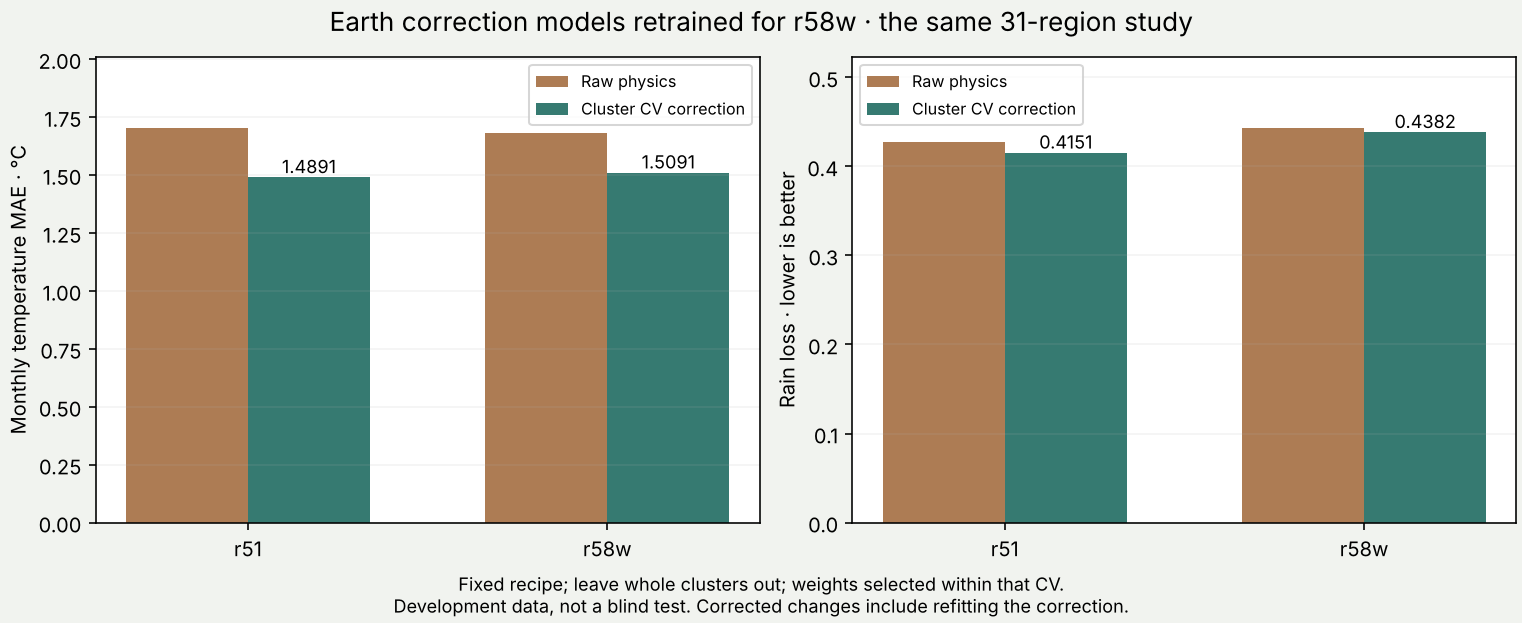 Earth correction models retrained for r58w · the same 31-region study
Monthly temperature MAE · °C
2.00
1.75
1.50
1.25
1.00
0.75
0.50
0.25
0.00
Raw physics
Cluster CV correction
1.4891
1.5091
r51
r58w
Rain loss · lower is better
0.5
0.4
0.3
0.2
0.1
0.0
Raw physics
Cluster CV correction
0.4151
0.4382
r51
r58w
Fixed recipe; leave whole clusters out; weights selected within that CV.
Development data, not a blind test. Corrected changes include refitting the correction.